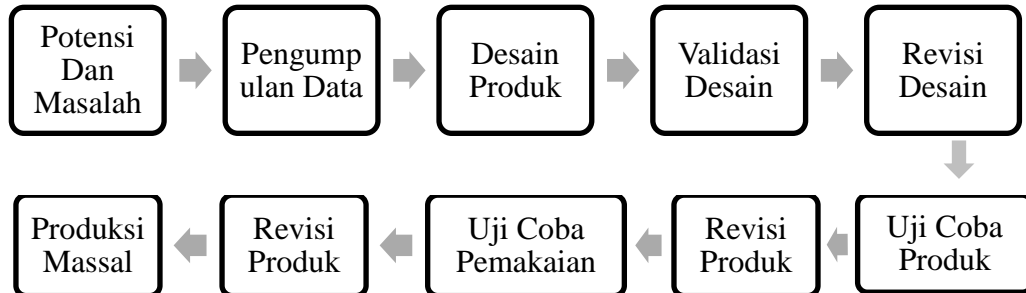 Potensi
Dan
Masalah
Pengump
ulan Data
Desain
Produk
Validasi
Desain
Revisi
Desain
Uji Coba
Produk
Revisi
Produk
Uji Coba
Pemakaian
Revisi
Produk
Produksi
Massal